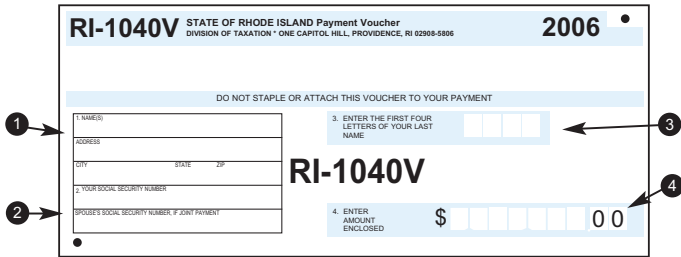 RI-1040V STATE OF RHODE ISLAND Payment Voucher 2006
DIVISION OF TAXATION * ONE CAPITOL HILL, PROVIDENCE, RI 02908-5806
DO NOT STAPLE OR ATTACH THIS VOUCHER TO YOUR PAYMENT
1
1. NAME(S)
ADDRESS
CITY STATE ZIP
2
2. YOUR SOCIAL SECURITY NUMBER
SPOUSE'S SOCIAL SECURITY NUMBER, IF JOINT PAYMENT
RI-1040V
3. ENTER THE FIRST FOUR
LETTERS OF YOUR LAST
NAME
3
4. ENTER
AMOUNT
ENCLOSED
$ 0 0
4